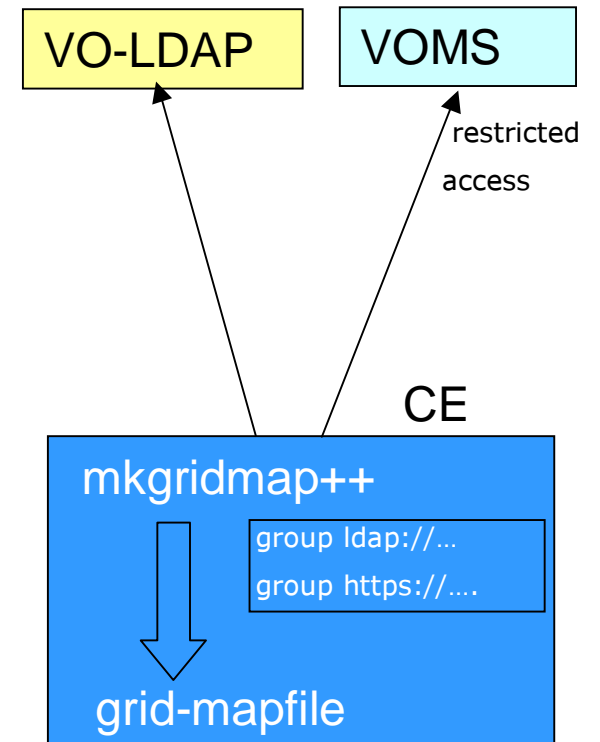 VO-LDAP
VOMS
restricted
access
CE
mkgridmap++
group ldap://...
group https://....
grid-mapfile